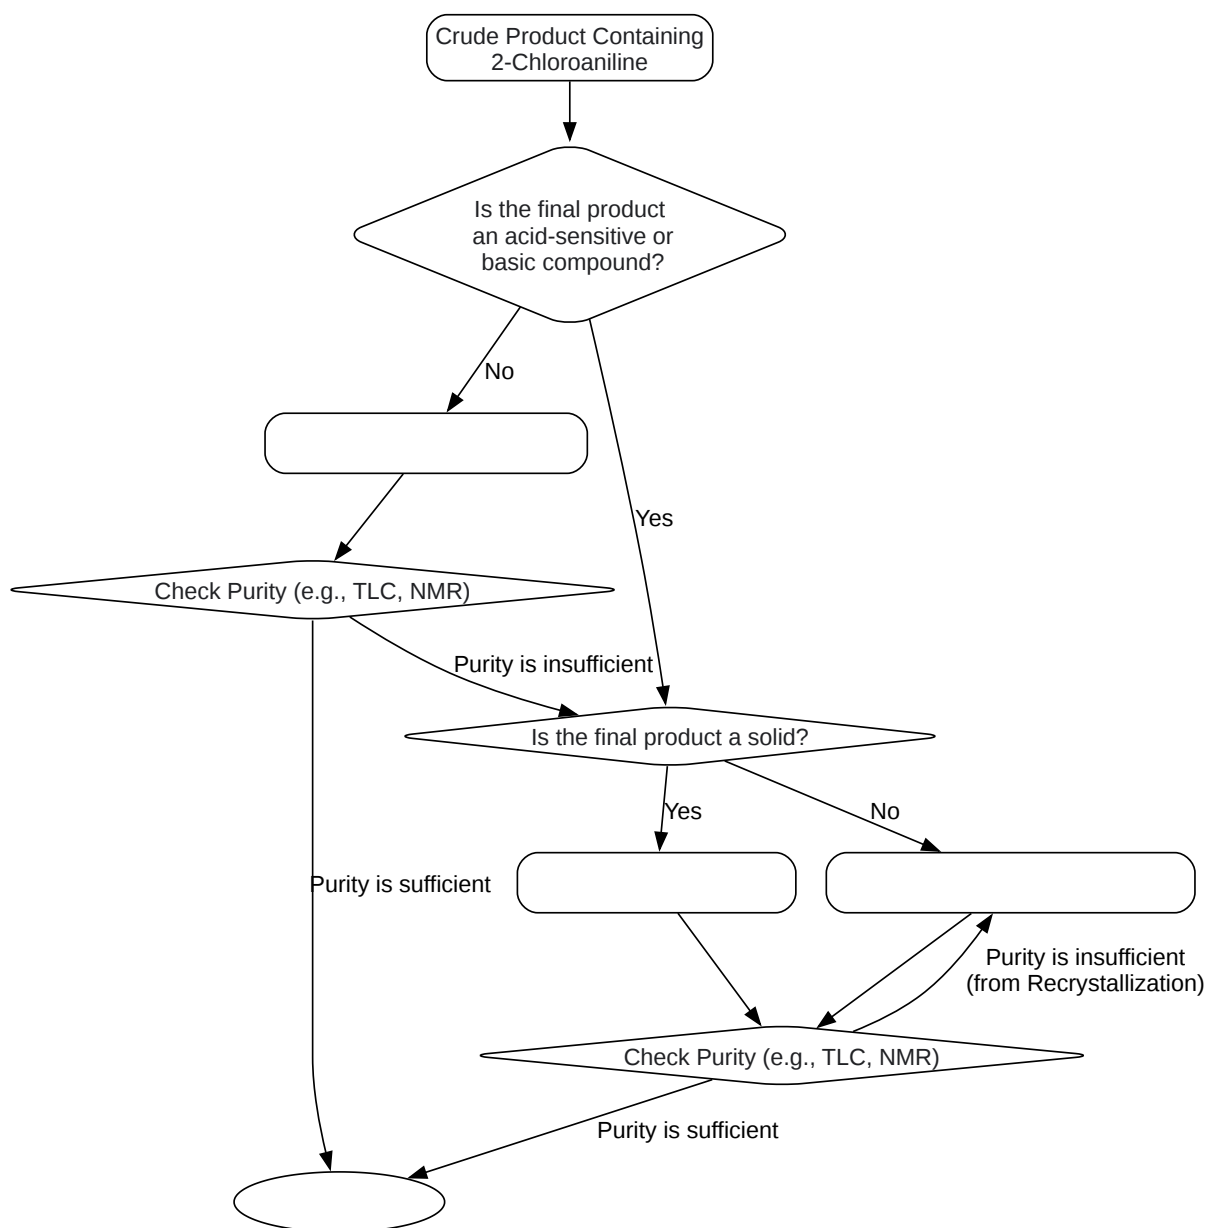 Crude Product Containing
2-Chloroaniline
Is the final product
an acid-sensitive or
basic compound?
No
Yes
Check Purity (e.g., TLC, NMR)
Purity is insufficient
Is the final product a solid?
Yes
No
Purity is sufficient
Purity is insufficient
(from Recrystallization)
Check Purity (e.g., TLC, NMR)
Purity is sufficient